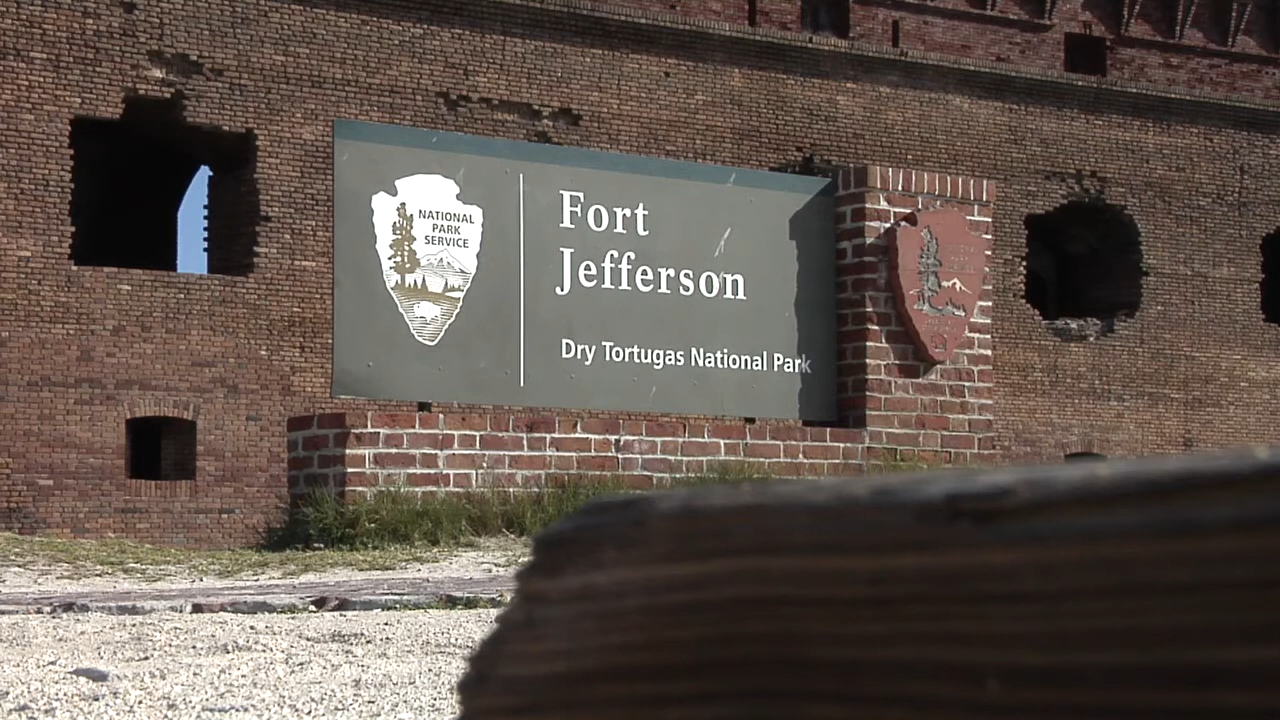 NATIONAL
PARK
SERVICE
Fort
Jefferson
Dry Tortugas National Park